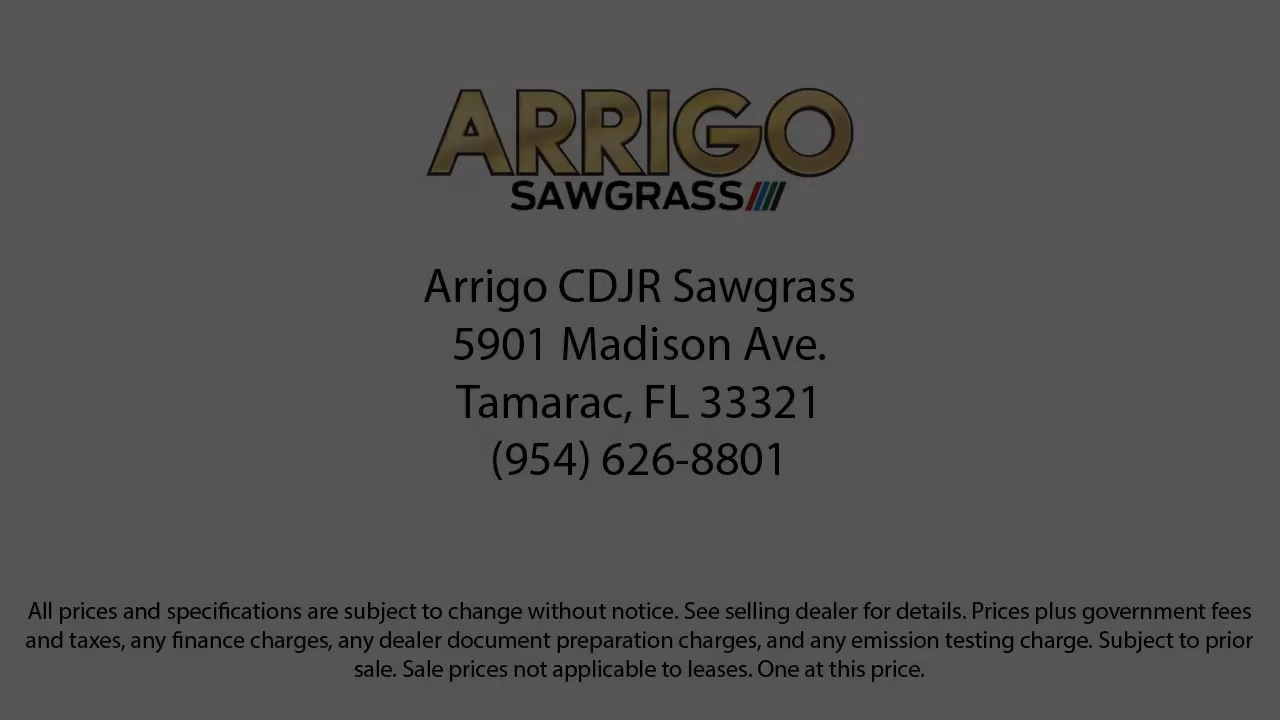 ARRIGO
SAWGRASS
Arrigo CDJR Sawgrass
5901 Madison Ave.
Tamarac, FL 33321
(954) 626-8801
All prices and specifications are subject to change without notice. See selling dealer for details. Prices plus government fees
and taxes, any finance charges, any dealer document preparation charges, and any emission testing charge. Subject to prior
sale. Sale prices not applicable to leases. One at this price.